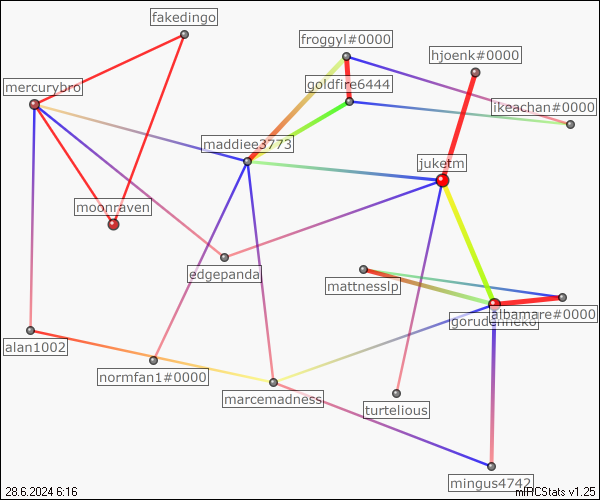 fakedingo
froggyl#0000
hjoenk#0000
mercurybro
goldfire6444
ikeachan#0000
maddiee3773
juketm
moonraven
edgepanda
mattnesslp
albamare#0000
gorudenneko
alan1002
normfan1#0000
marcemadness
turtelious
mingus4742
28.6.2024 6:16
mIRCStats v1.25